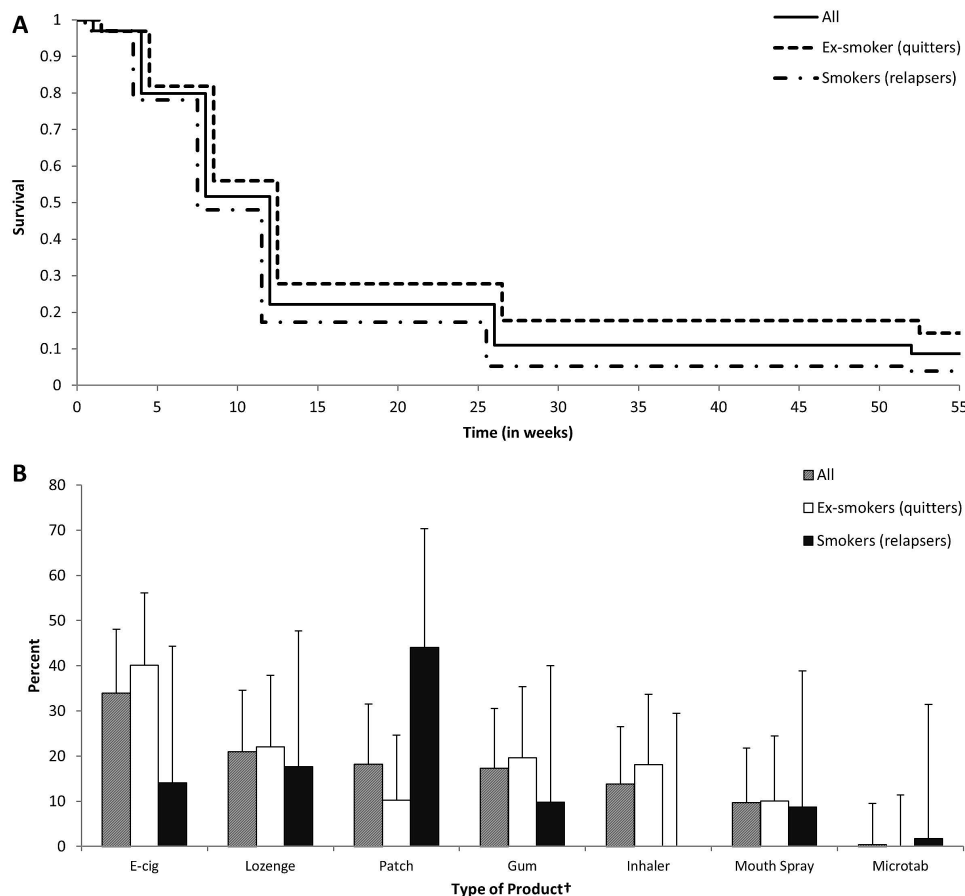 A
All
Ex-smoker (quitters)
Smokers (relapsers)
1
0.9
0.8
0.7
0.6
0.5
0.4
0.3
0.2
0.1
0
Survival
0 5 10 15 20 25 30 35 40 45 50 55
Time (in weeks)
B
All
Ex-smokers (quitters)
Smokers (relapsers)
80
70
60
50
40
30
20
10
0
Percent
E-cig Lozenge Patch Gum Inhaler Mouth Spray Microtab
Type of Product†